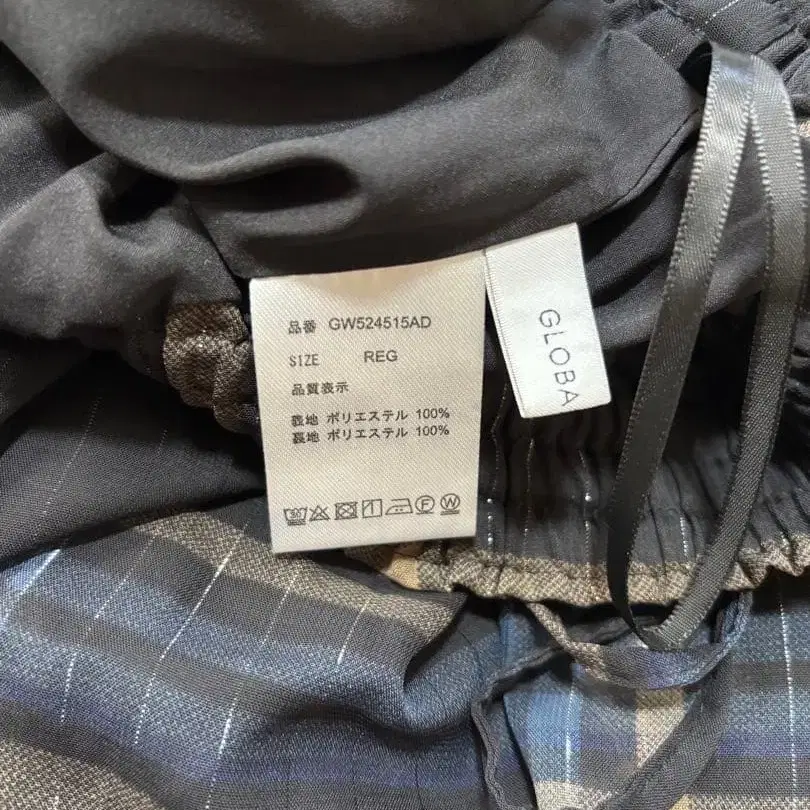 品番 GW524515AD
SIZE REG
品質表示
表地 ポリエステル 100%
裏地 ポリエステル 100%
GLOBA